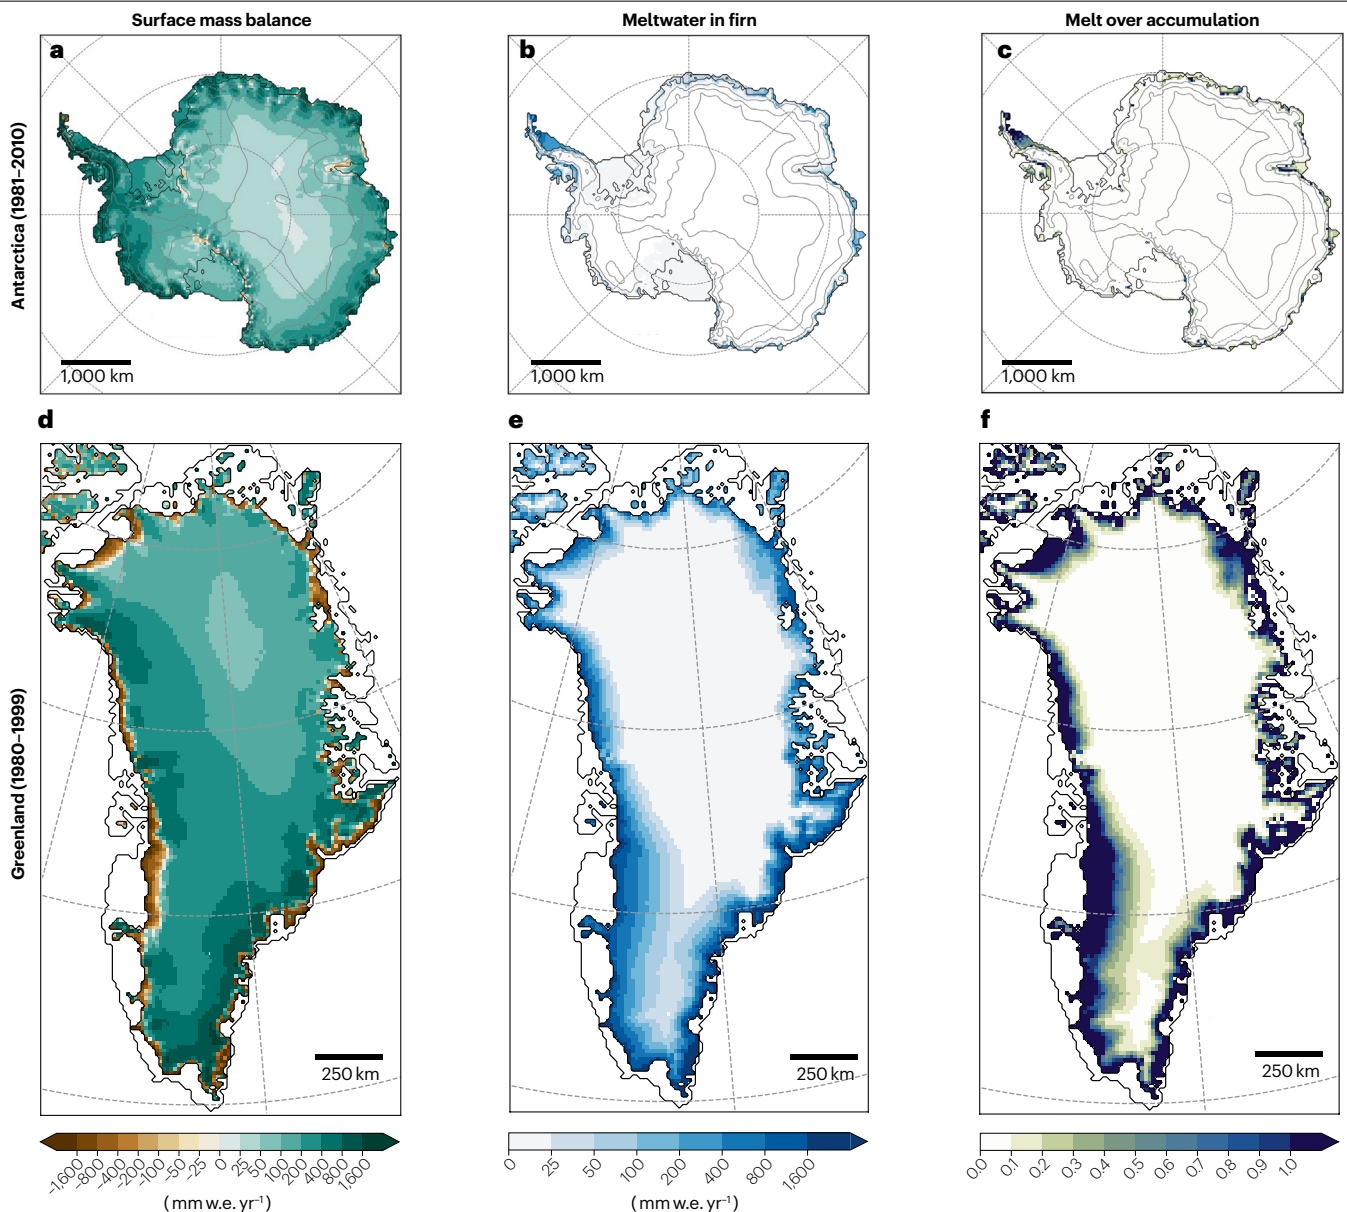 Surface mass balance
Meltwater in firn
Melt over accumulation
Antarctica (1981–2010)
a
1,000 km
b
1,000 km
c
1,000 km
Greenland (1980–1999)
d
250 km
e
250 km
f
250 km
-1,600 -800 -400 -200 -100 -50 -25 0 25 50 100 200 400 800 1,600
(mm w.e. yr⁻¹)
0 25 50 100 200 400 800 1,600
(mm w.e. yr⁻¹)
0.0 0.1 0.2 0.3 0.4 0.5 0.6 0.7 0.8 0.9 1.0